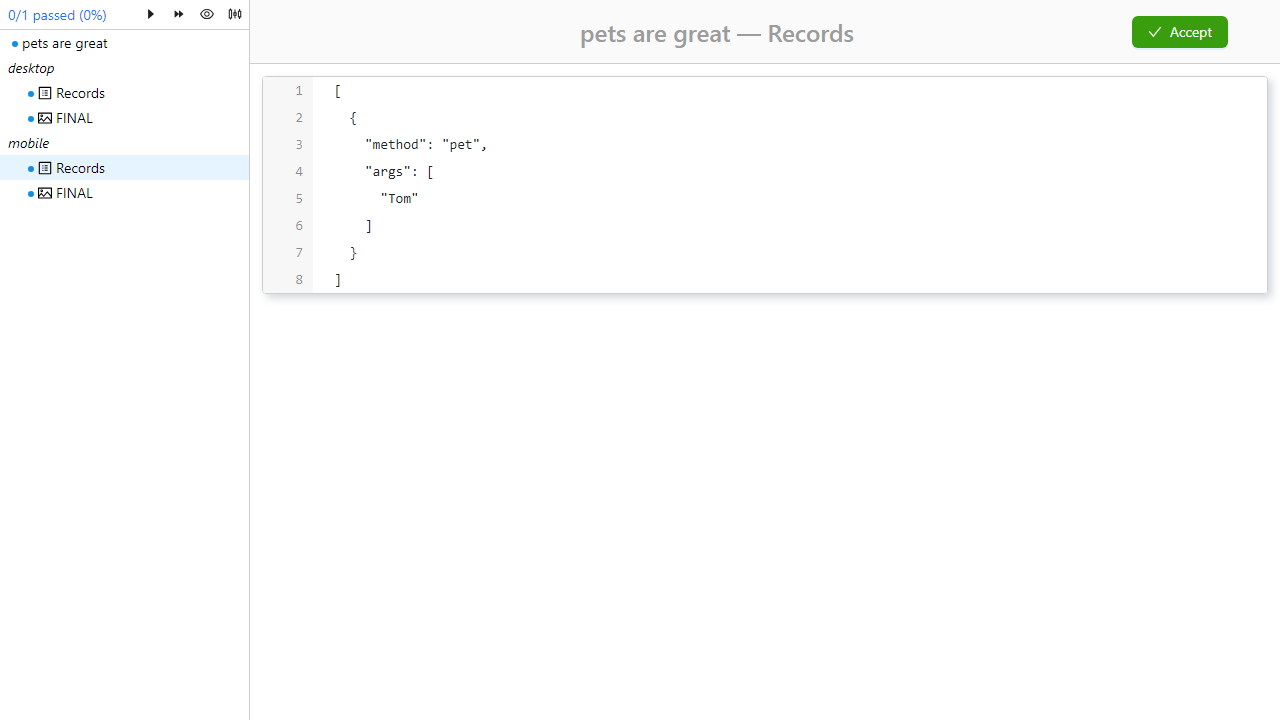 0/1 passed (0%)
pets are great
desktop
Records
FINAL
mobile
Records
FINAL
pets are great — Records
Accept
1 [
2 {
3 "method": "pet",
4 "args": [
5 "Tom"
6 ]
7 }
8 ]